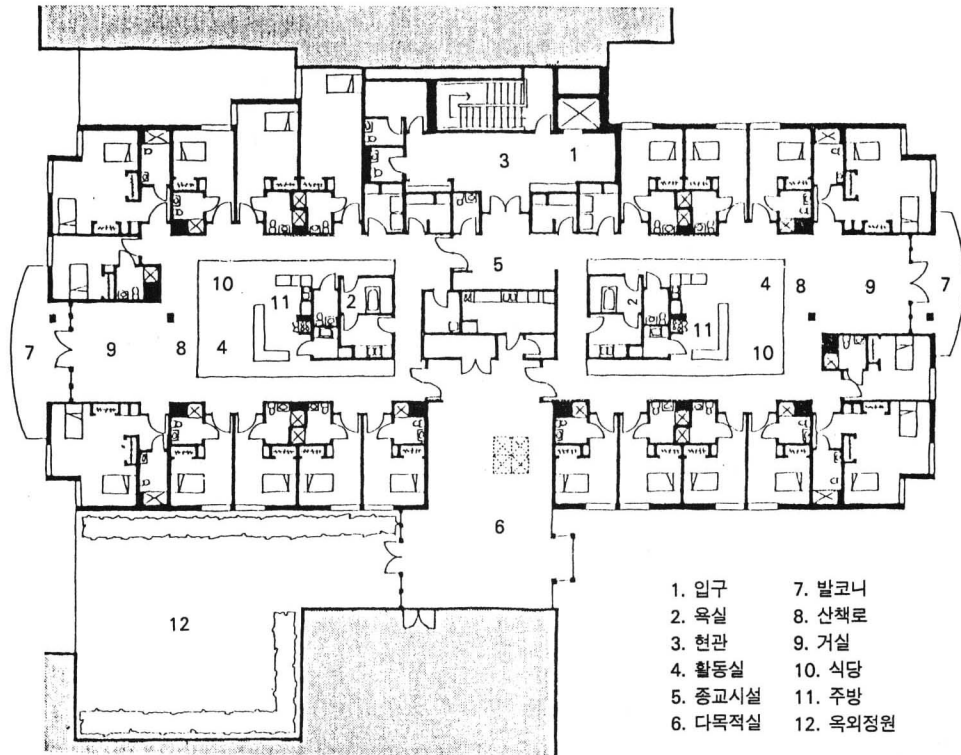 3 1
10 5 4 8 9 7
11 2 2
7 9 8 4 11 10
6
12
1. 입구 7. 발코니
2. 욕실 8. 산책로
3. 현관 9. 거실
4. 활동실 10. 식당
5. 종교시설 11. 주방
6. 다목적실 12. 옥외정원